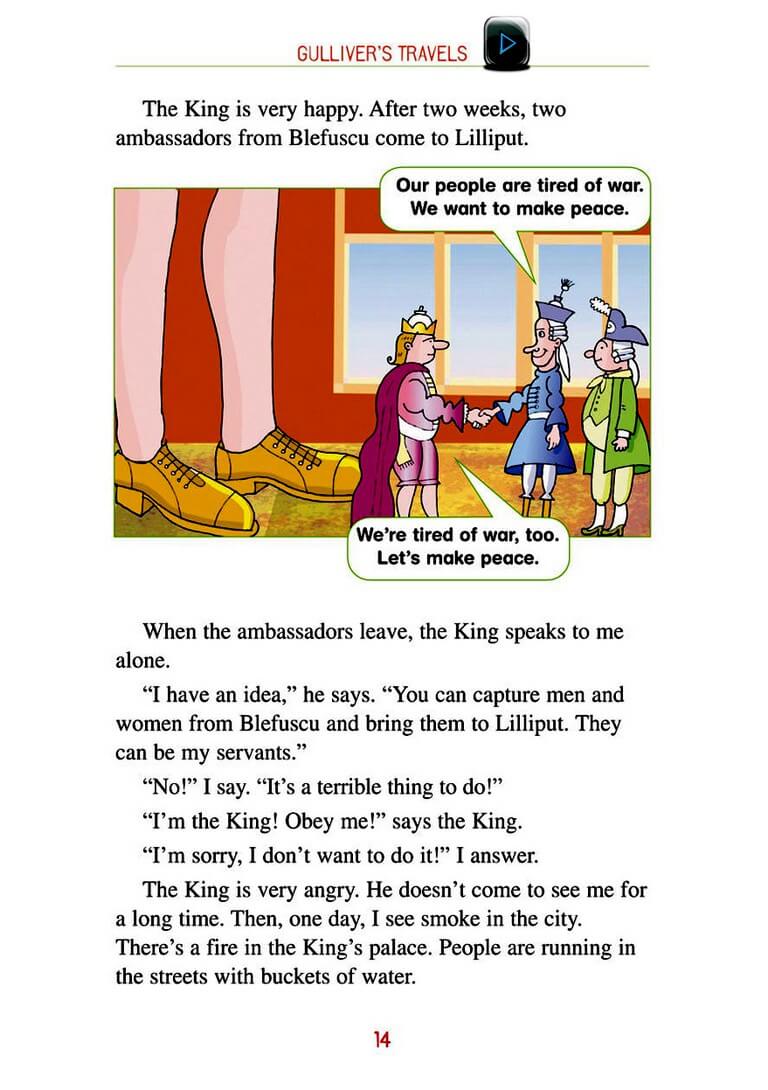 GULLIVER'S TRAVELS
The King is very happy. After two weeks, two
ambassadors from Blefuscu come to Lilliput.
Our people are tired of war.
We want to make peace.
We're tired of war, too.
Let's make peace.
When the ambassadors leave, the King speaks to me
alone.
“I have an idea,” he says. “You can capture men and
women from Blefuscu and bring them to Lilliput. They
can be my servants.”
“No!” I say. “It's a terrible thing to do!”
“I'm the King! Obey me!” says the King.
“I'm sorry, I don't want to do it!” I answer.
The King is very angry. He doesn't come to see me for
a long time. Then, one day, I see smoke in the city.
There's a fire in the King's palace. People are running in
the streets with buckets of water.
14